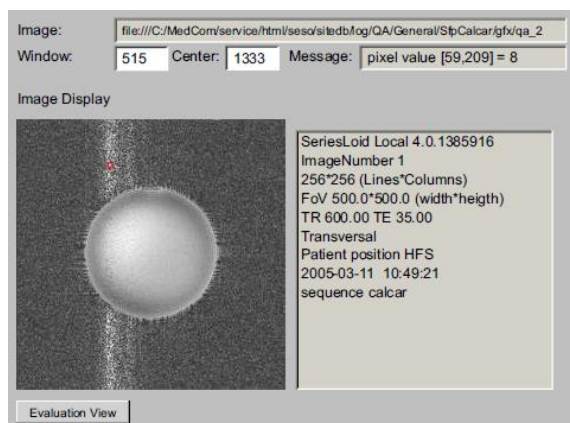 Image: file:///C:/MedCom/service/html/seso/sitedb/log/QA/General/SfpCalcar/gfx/qa_2
Window: 515 Center: 1333 Message: pixel value [59,209] = 8
Image Display
SeriesLoid Local 4.0.1385916
ImageNumber 1
256*256 (Lines*Columns)
FoV 500.0*500.0 (width*heigth)
TR 600.00 TE 35.00
Transversal
Patient position HFS
2005-03-11 10:49:21
sequence calcar
Evaluation View